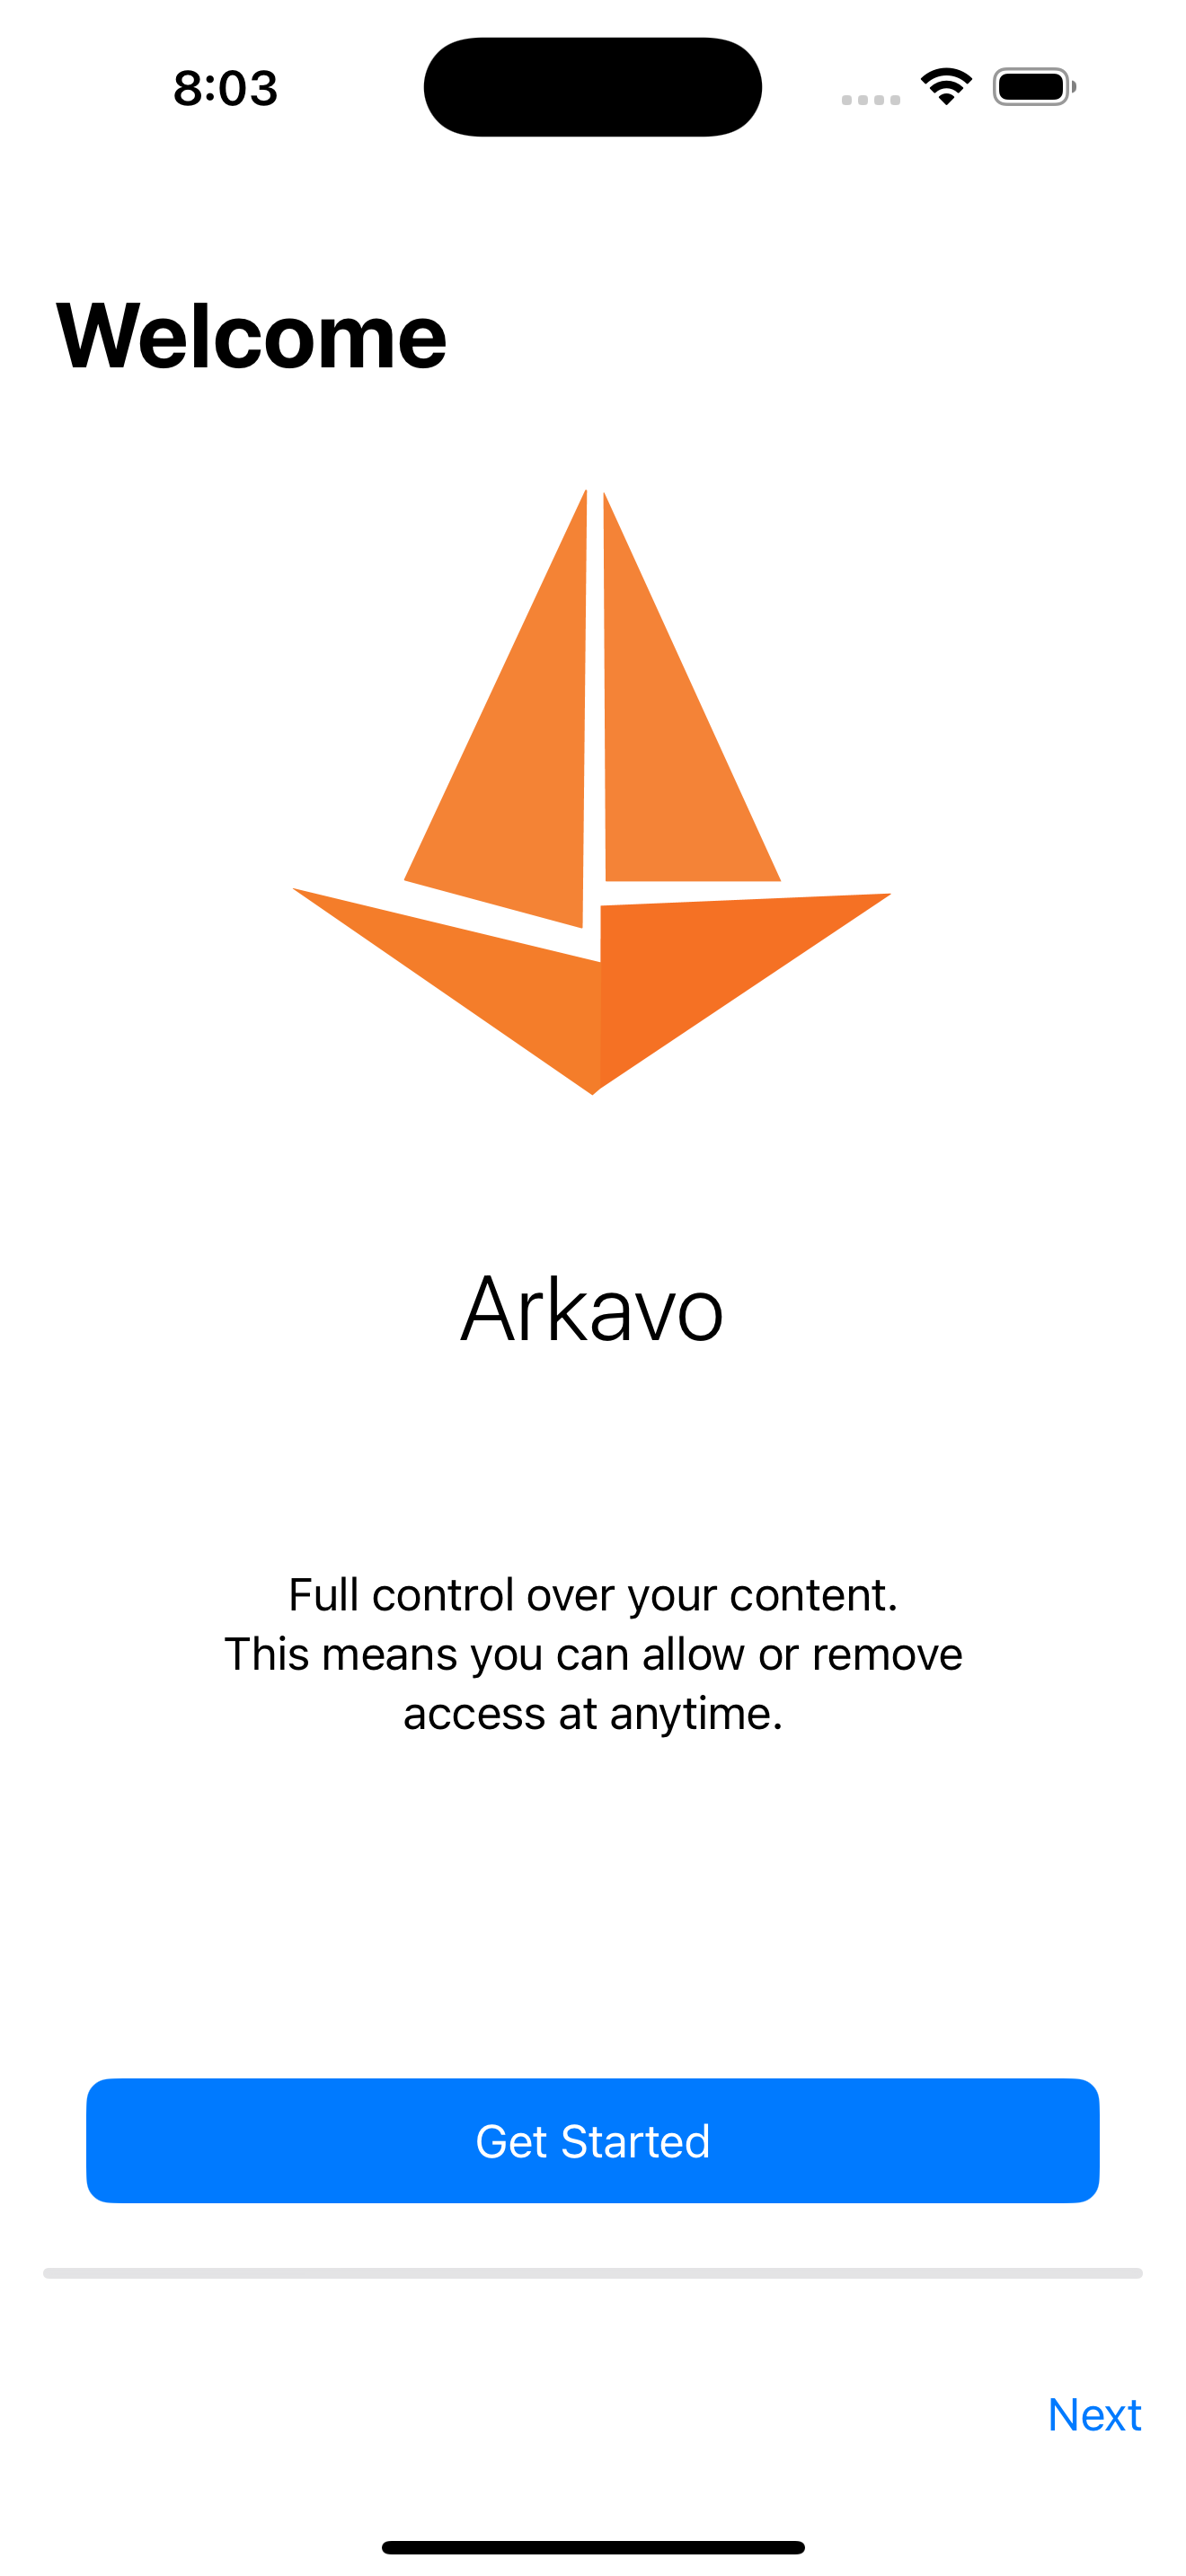 8:03
Welcome
Arkavo
Full control over your content.
This means you can allow or remove
access at anytime.
Get Started
Next